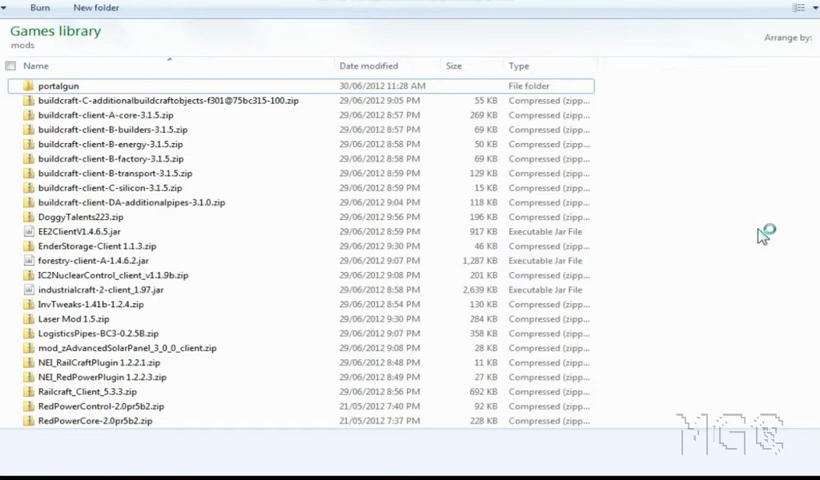 Burn New folder
Games library
mods
Arrange by:
Name Date modified Size Type
portalgun 30/06/2012 11:28 AM File folder
buildcraft-C-additionalbuildcraftobjects-f301@75bc315-100.zip 29/06/2012 9:05 PM 55 KB Compressed (zipp...
buildcraft-client-A-core-3.1.5.zip 29/06/2012 8:57 PM 269 KB Compressed (zipp...
buildcraft-client-B-builders-3.1.5.zip 29/06/2012 8:57 PM 69 KB Compressed (zipp...
buildcraft-client-B-energy-3.1.5.zip 29/06/2012 8:58 PM 50 KB Compressed (zipp...
buildcraft-client-B-factory-3.1.5.zip 29/06/2012 8:58 PM 69 KB Compressed (zipp...
buildcraft-client-B-transport-3.1.5.zip 29/06/2012 8:59 PM 129 KB Compressed (zipp...
buildcraft-client-C-silicon-3.1.5.zip 29/06/2012 8:59 PM 15 KB Compressed (zipp...
buildcraft-client-DA-additionalpipes-3.1.0.zip 29/06/2012 9:04 PM 118 KB Compressed (zipp...
DoggyTalents223.zip 29/06/2012 9:56 PM 196 KB Compressed (zipp...
EE2ClientV1.4.6.5.jar 29/06/2012 8:59 PM 917 KB Executable Jar File
EnderStorage-Client 1.1.3.zip 29/06/2012 9:30 PM 46 KB Compressed (zipp...
forestry-client-A-1.4.6.2.jar 29/06/2012 9:07 PM 1,287 KB Executable Jar File
IC2NuclearControl_client_v1.1.9b.zip 29/06/2012 9:08 PM 201 KB Compressed (zipp...
industrialcraft-2-client_1.97.jar 29/06/2012 8:58 PM 2,639 KB Executable Jar File
InvTweaks-1.41b-1.2.4.zip 29/06/2012 8:54 PM 130 KB Compressed (zipp...
Laser Mod 1.5.zip 29/06/2012 9:30 PM 284 KB Compressed (zipp...
LogisticsPipes-BC3-0.2.5B.zip 29/06/2012 9:07 PM 358 KB Compressed (zipp...
mod_zAdvancedSolarPanel_3_0_0_client.zip 29/06/2012 9:08 PM 28 KB Compressed (zipp...
NEI_RailCraftPlugin 1.2.2.1.zip 29/06/2012 8:48 PM 11 KB Compressed (zipp...
NEI_RedPowerPlugin 1.2.2.3.zip 29/06/2012 8:49 PM 27 KB Compressed (zipp...
Railcraft_Client_5.3.3.zip 29/06/2012 8:56 PM 692 KB Compressed (zipp...
RedPowerControl-2.0pr5b2.zip 21/05/2012 7:40 PM 92 KB Compressed (zipp...
RedPowerCore-2.0pr5b2.zip 21/05/2012 7:37 PM 228 KB Compressed (zipp...